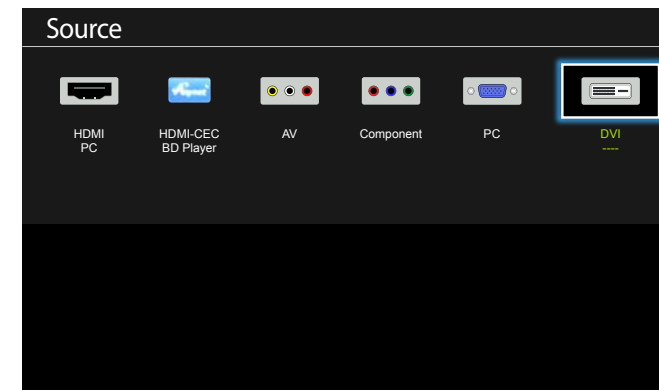 Source
HDMI
PC
HDMI-CEC
BD Player
AV
Component
PC
DVI
----